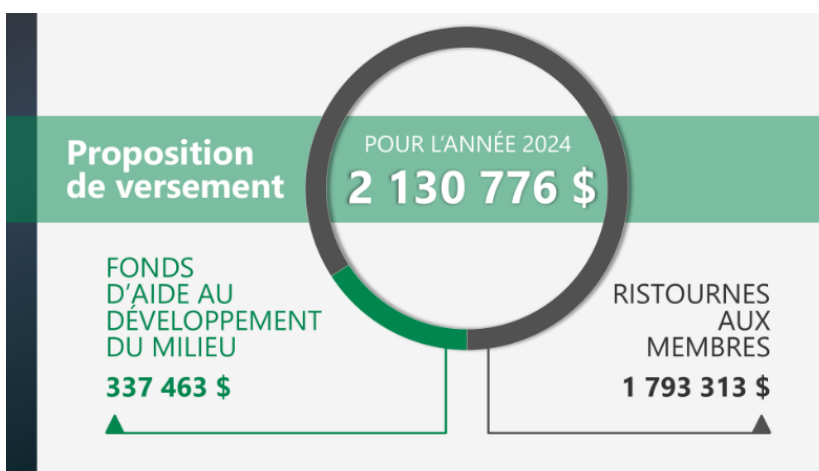 Proposition
de versement
POUR L'ANNÉE 2024
2 130 776 $
FONDS
D'AIDE AU
DÉVELOPPEMENT
DU MILIEU
337 463 $
RISTOURNES
AUX
MEMBRES
1 793 313 $